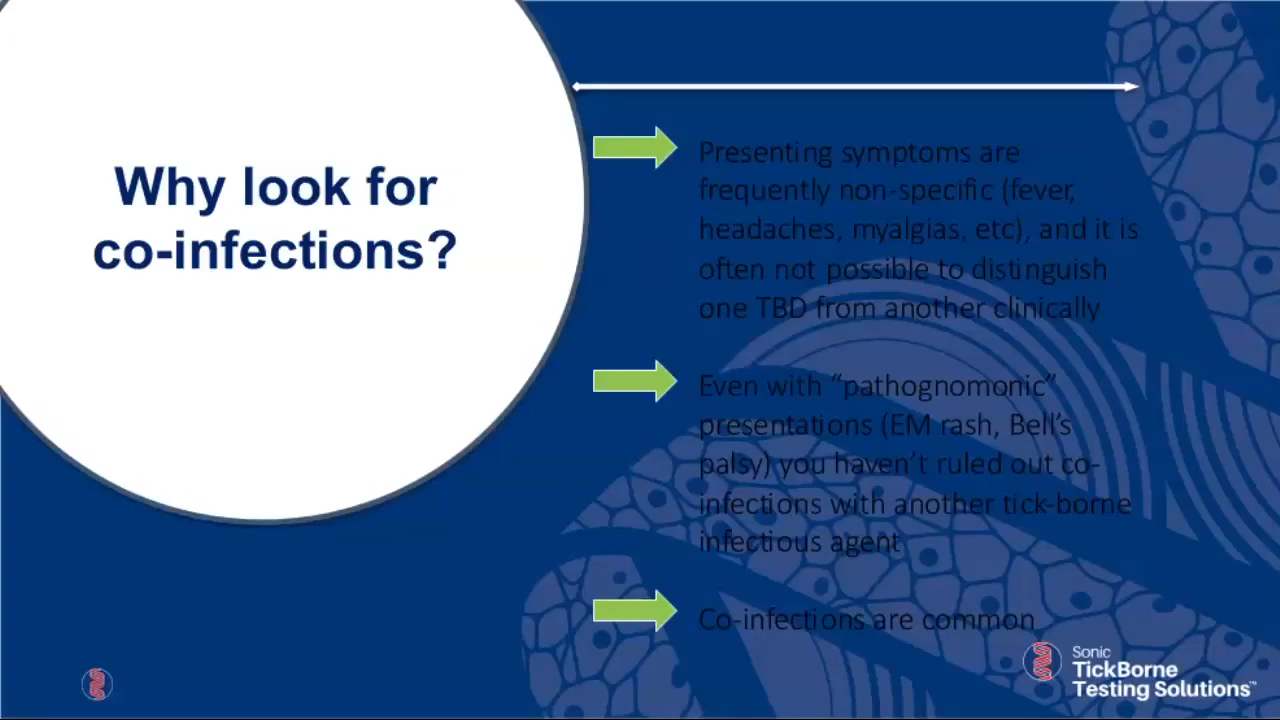 Why look for
co-infections?
Presenting symptoms are
frequently non-specific (fever,
headaches, myalgias, etc), and it is
often not possible to distinguish
one TBD from another clinically
Even with “pathognomonic”
presentations (EM rash, Bell’s
palsy) you haven’t ruled out co-
infections with another tick-borne
infectious agent
Co-infections are common
Sonic
TickBorne
Testing Solutions™